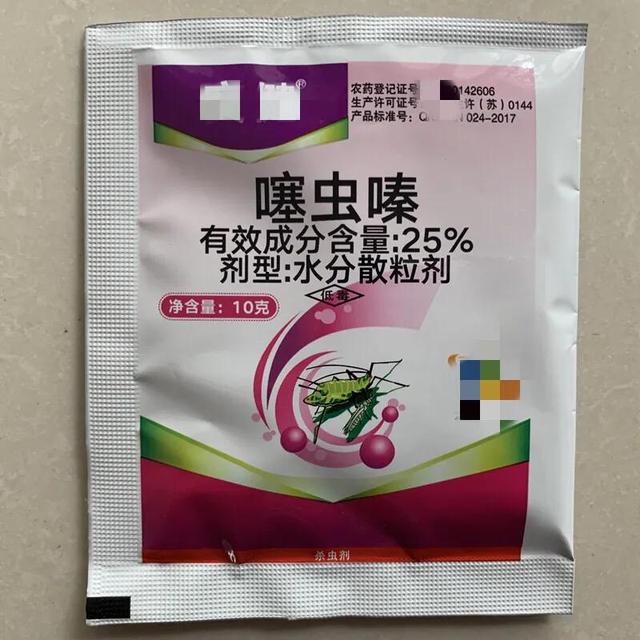 ®
农药登记证号 0142606
生产许可证号 许(苏)0144
产品标准号: Q 024-2017
噻虫嗪
有效成分含量:25%
剂型:水分散粒剂
低毒
净含量: 10克
杀虫剂